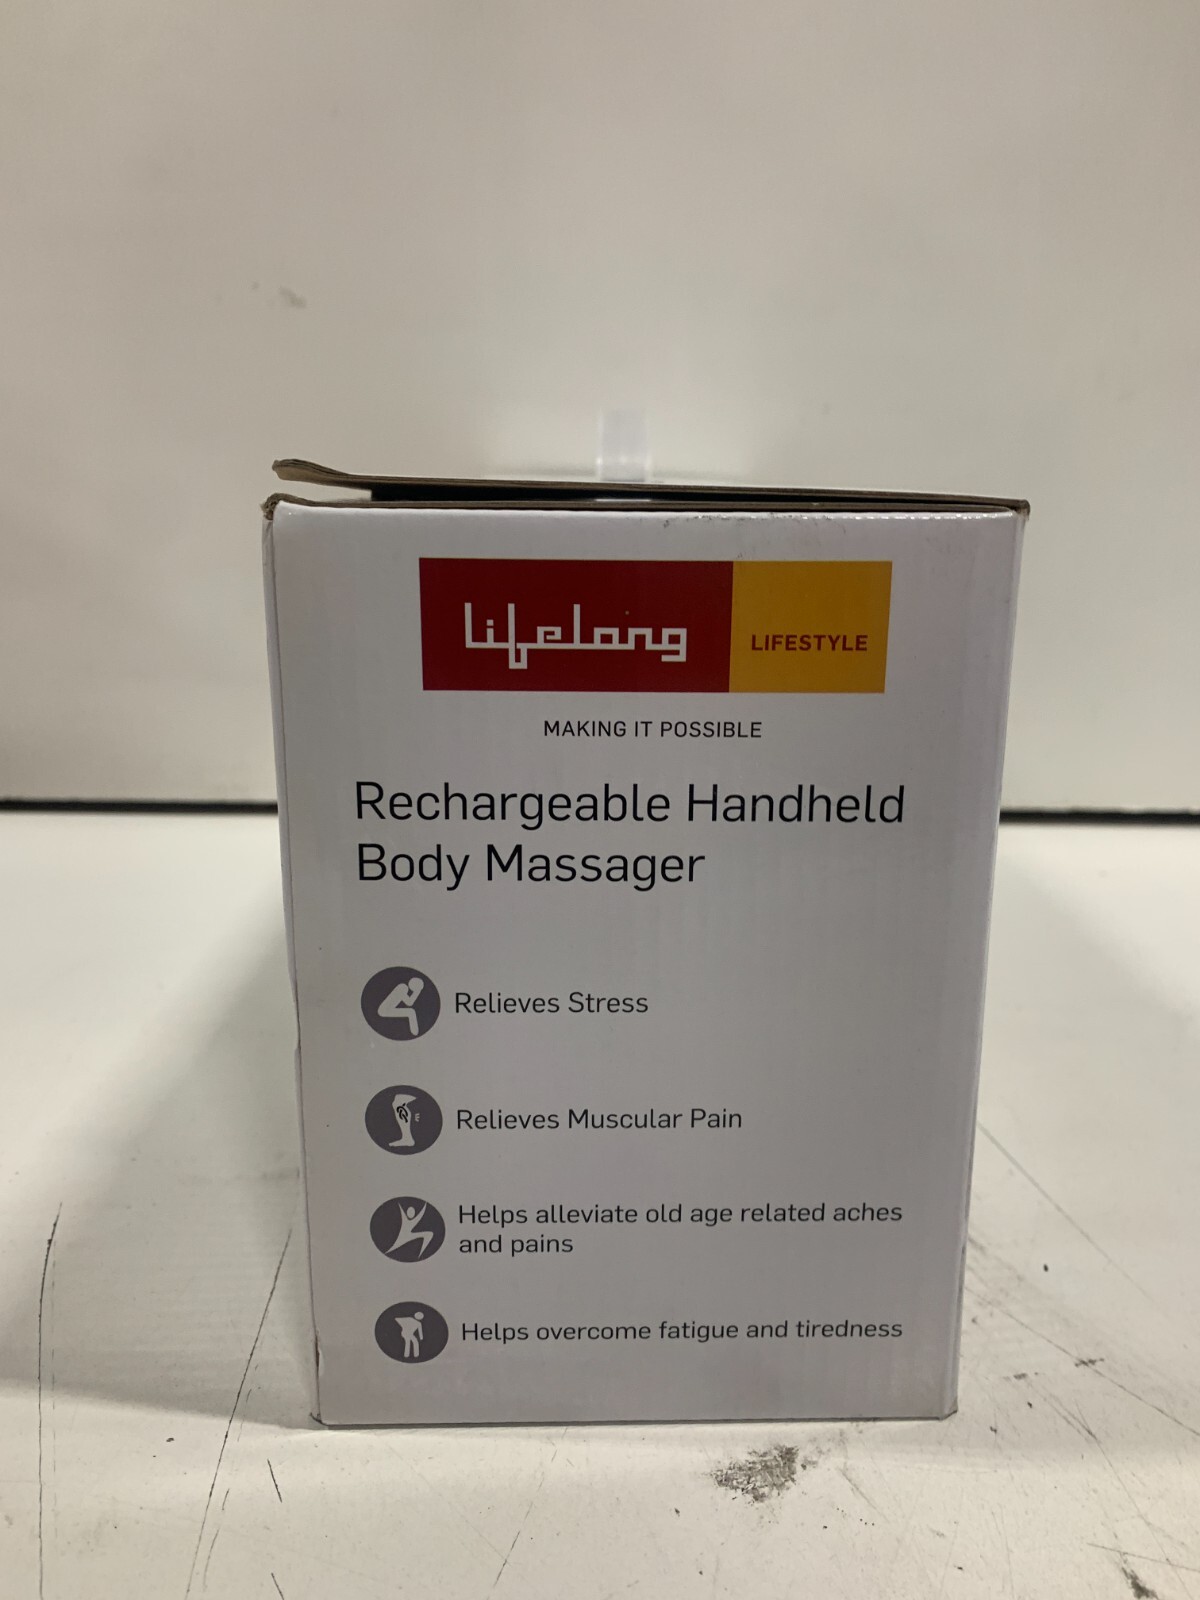 Lifelong
LIFESTYLE
MAKING IT POSSIBLE
Rechargeable Handheld
Body Massager
Relieves Stress
Relieves Muscular Pain
Helps alleviate old age related aches
and pains
Helps overcome fatigue and tiredness